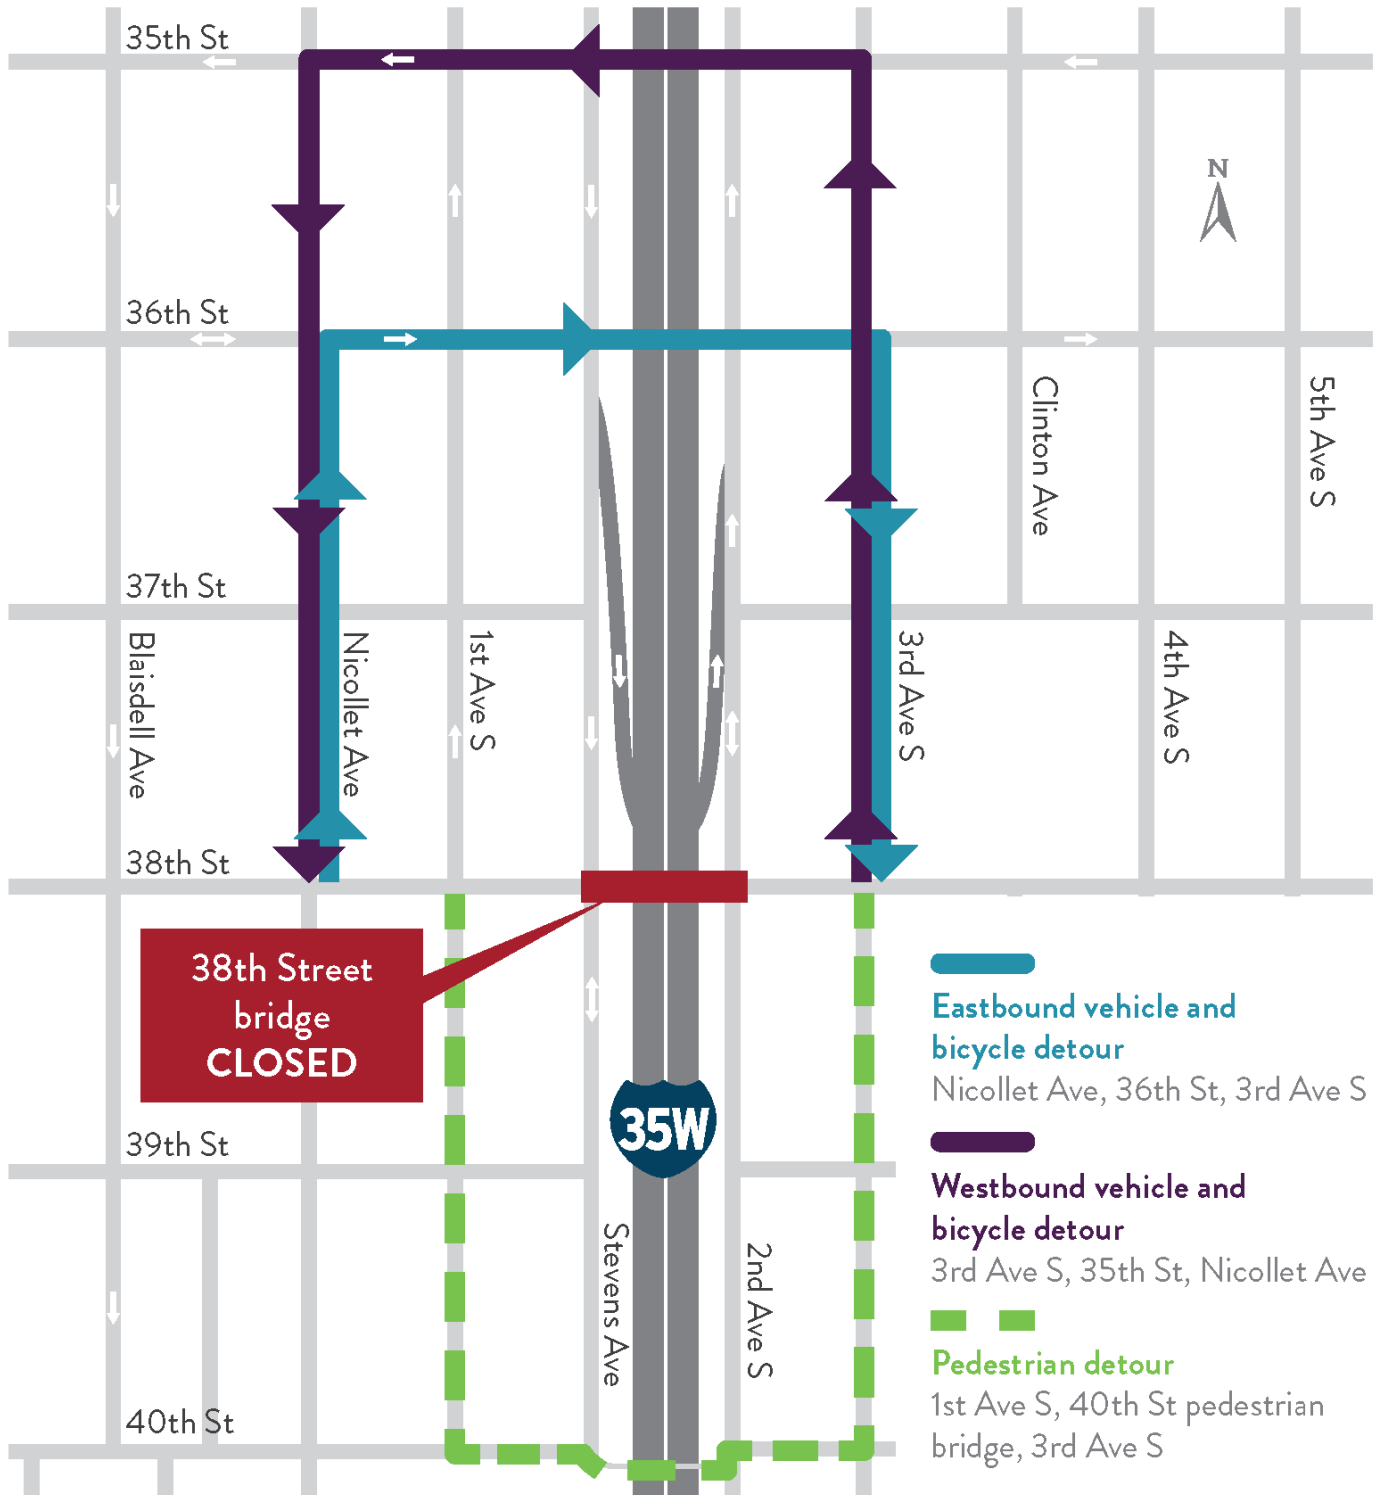 35th St
N
36th St
Clinton Ave
5th Ave S
37th St
Blaisdell Ave
Nicollet Ave
1st Ave S
3rd Ave S
4th Ave S
38th St
38th Street
bridge
CLOSED
35W
39th St
Stevens Ave
2nd Ave S
40th St
Eastbound vehicle and
bicycle detour
Nicollet Ave, 36th St, 3rd Ave S
Westbound vehicle and
bicycle detour
3rd Ave S, 35th St, Nicollet Ave
Pedestrian detour
1st Ave S, 40th St pedestrian
bridge, 3rd Ave S